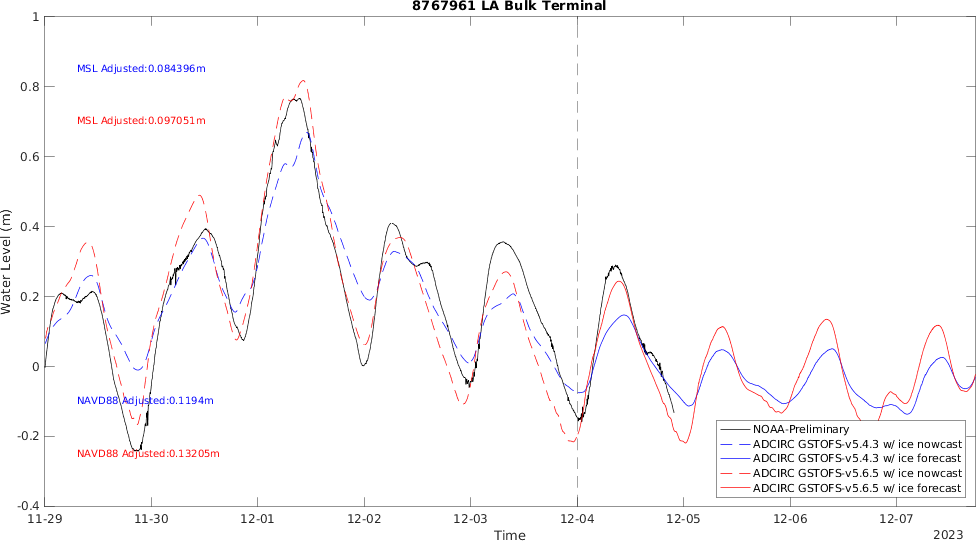 8767961 LA Bulk Terminal
1
0.8
0.6
0.4
0.2
0
-0.2
-0.4
Water Level (m)
MSL Adjusted:0.084396m
MSL Adjusted:0.097051m
NAVD88 Adjusted:0.1194m
NAVD88 Adjusted:0.13205m
NOAA-Preliminary
ADCIRC GSTOFS-v5.4.3 w/ ice nowcast
ADCIRC GSTOFS-v5.4.3 w/ ice forecast
ADCIRC GSTOFS-v5.6.5 w/ ice nowcast
ADCIRC GSTOFS-v5.6.5 w/ ice forecast
11-29 11-30 12-01 12-02 12-03 12-04 12-05 12-06 12-07
Time
2023